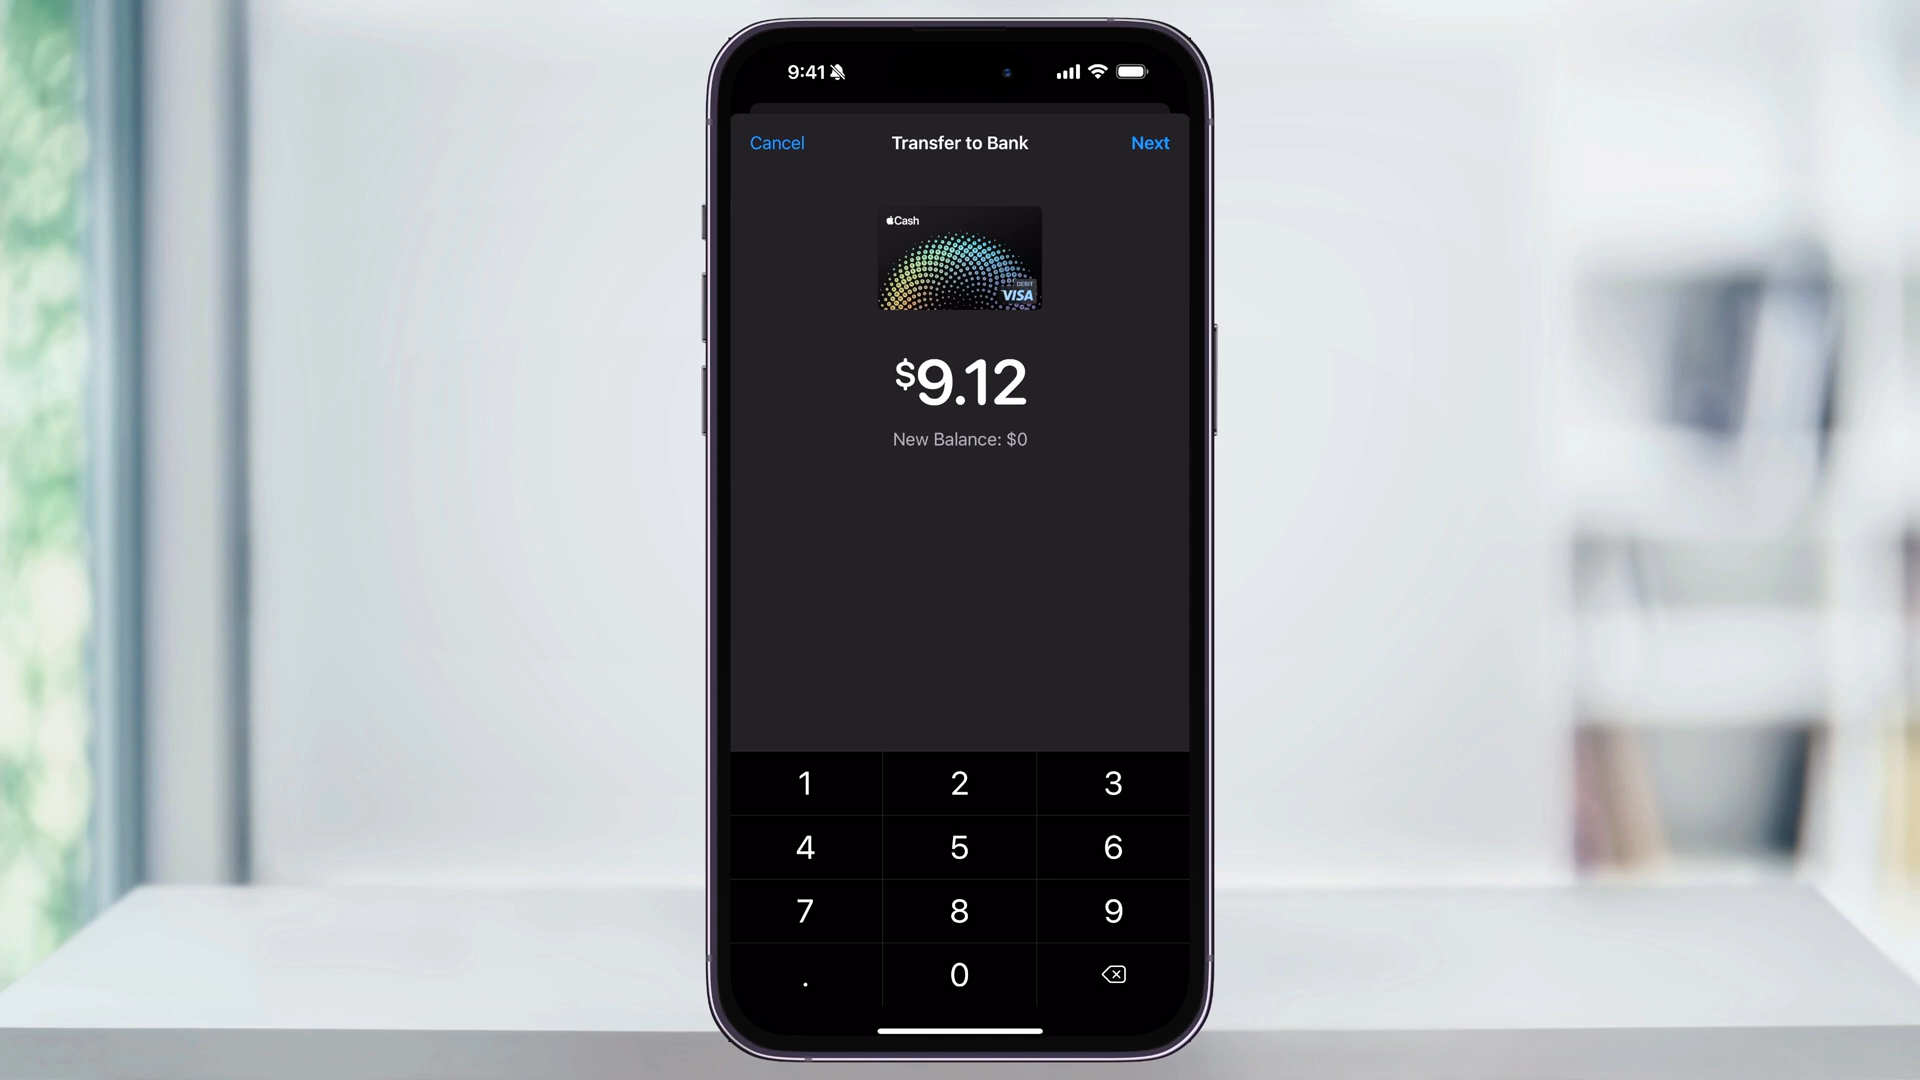 9:41
Cancel Transfer to Bank Next
Cash
DEBIT
VISA
$9.12
New Balance: $0
1 2 3
4 5 6
7 8 9
. 0